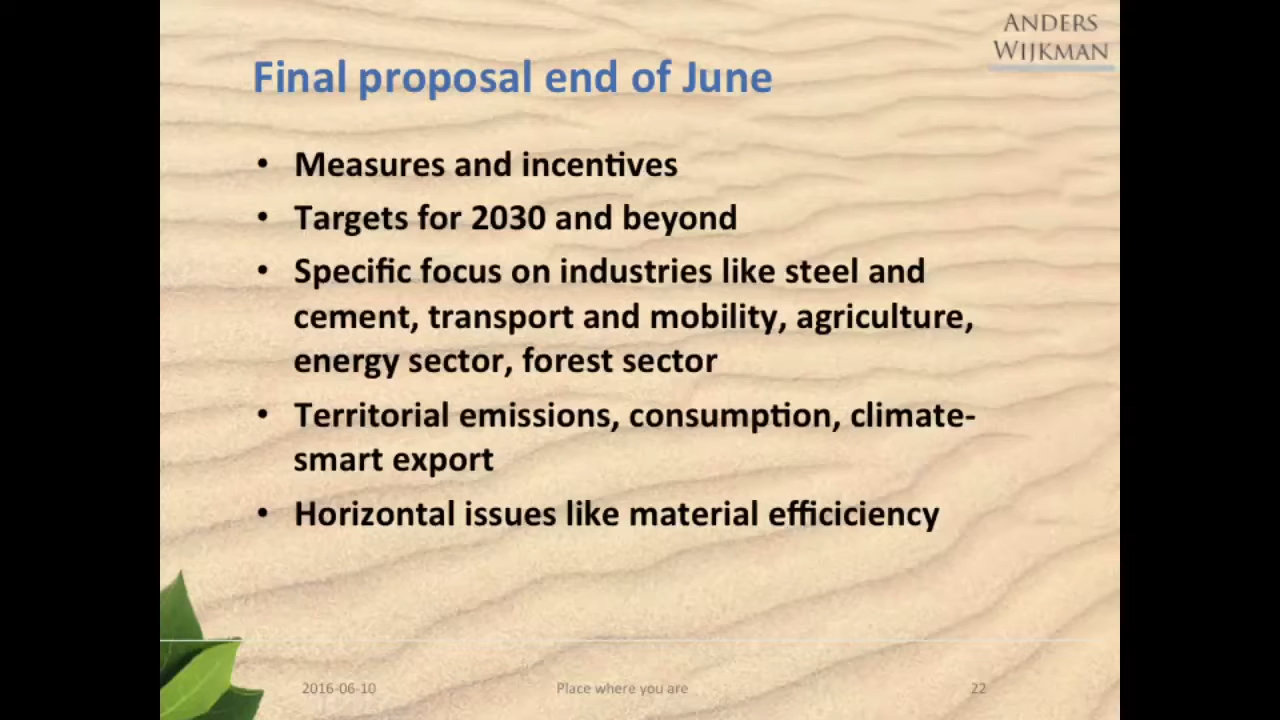 ANDERS
WIJKMAN
Final proposal end of June
• Measures and incentives
• Targets for 2030 and beyond
• Specific focus on industries like steel and
cement, transport and mobility, agriculture,
energy sector, forest sector
• Territorial emissions, consumption, climate-
smart export
• Horizontal issues like material efficiciency
2016-06-10 Place where you are 22